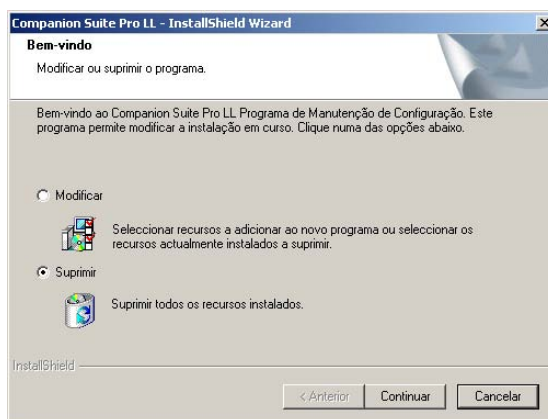 Companion Suite Pro LL - InstallShield Wizard
Bem-vindo
Modificar ou suprimir o programa.
Bem-vindo ao Companion Suite Pro LL Programa de Manutenção de Configuração. Este
programa permite modificar a instalação em curso. Clique numa das opções abaixo.
Modificar
Seleccionar recursos a adicionar ao novo programa ou seleccionar os
recursos actualmente instalados a suprimir.
Suprimir
Suprimir todos os recursos instalados.
InstallShield
< Anterior
Continuar
Cancelar